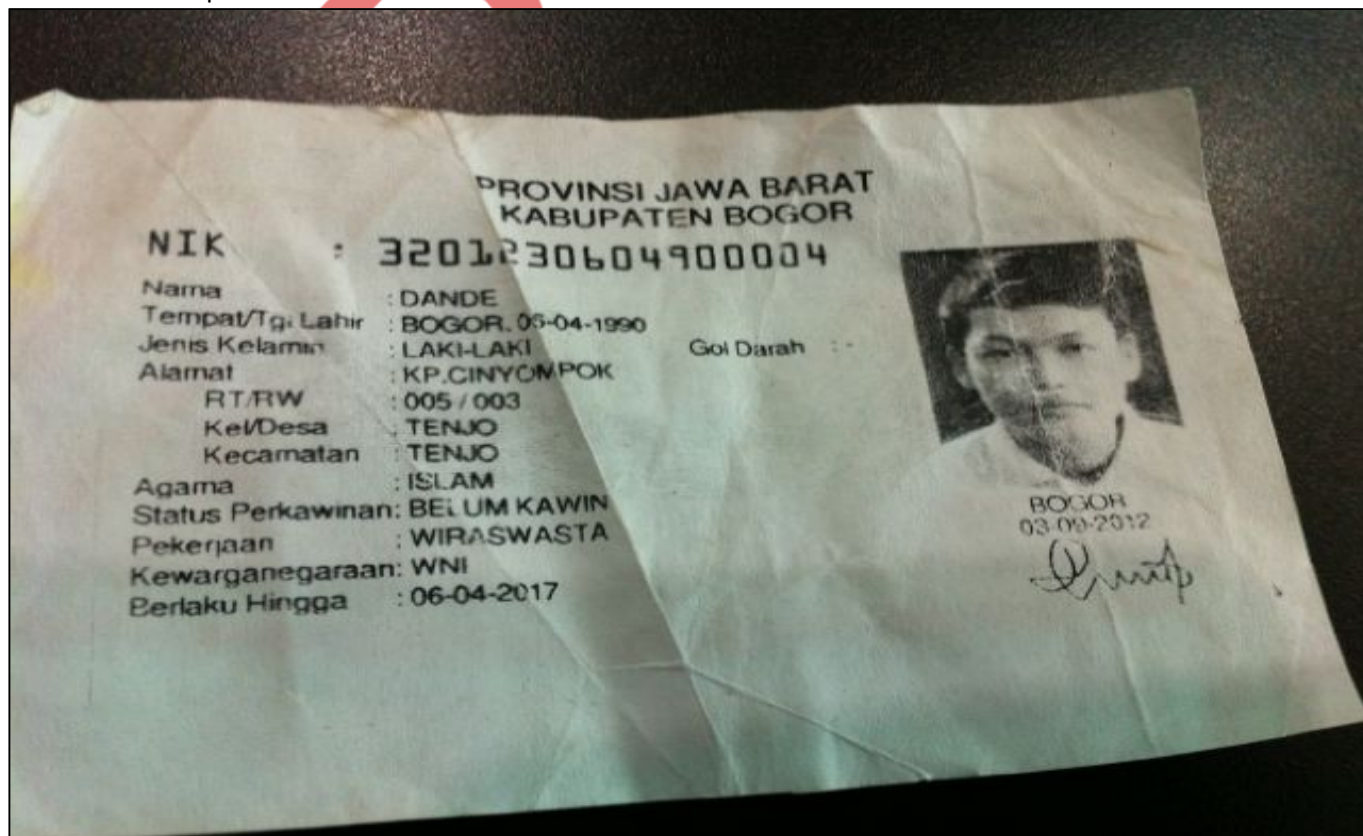 PROVINSI JAWA BARAT
KABUPATEN BOGOR
NIK : 3201230604900004
Nama : DANDE
Tempat/Tgl Lahir : BOGOR, 06-04-1990
Jenis Kelamin : LAKI-LAKI Gol Darah : -
Alamat : KP.CINYOMPOK
RT/RW : 005 / 003
Kel/Desa : TENJO
Kecamatan : TENJO
Agama : ISLAM
Status Perkawinan: BELUM KAWIN
Pekerjaan : WIRASWASTA
Kewarganegaraan: WNI
Berlaku Hingga : 06-04-2017
BOGOR
03-09-2012